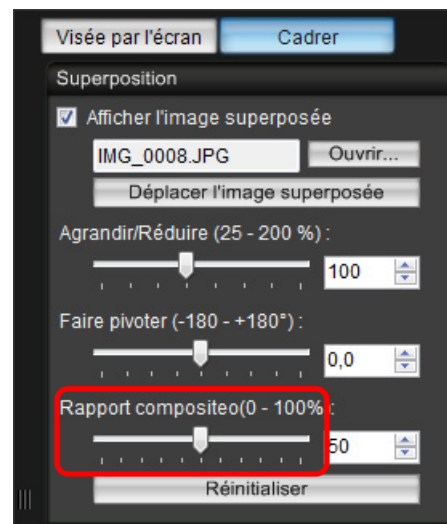 Visée par l'écran Cadrer
Superposition
Afficher l'image superposée
IMG_0008.JPG Ouvrir...
Déplacer l'image superposée
Agrandir/Réduire (25 - 200 %) :
100
Faire pivoter (-180 - +180°) :
0,0
Rapport compositeo(0 - 100% :
50
Réinitialiser